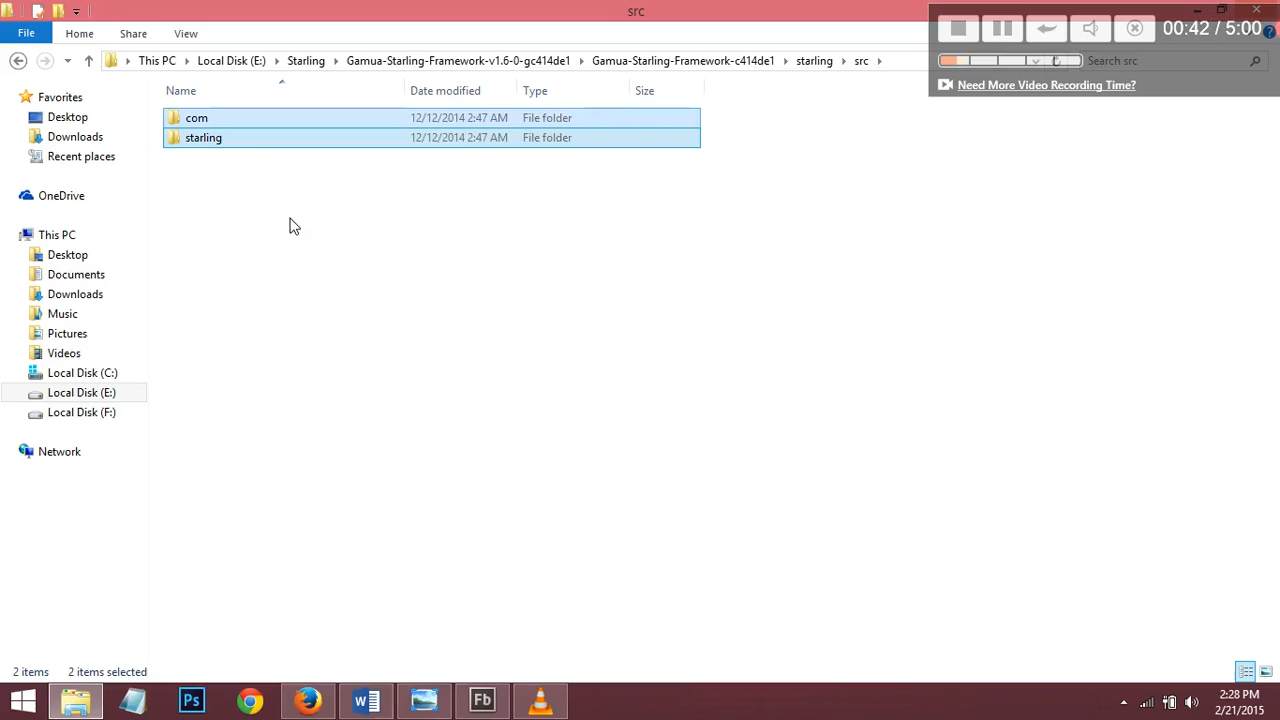 src
00:42 / 5:00
File Home Share View
This PC Local Disk (E:) Starling Gamua-Starling-Framework-v1.6-0-gc414de1 Gamua-Starling-Framework-c414de1 starling src Search src
Need More Video Recording Time?
Name Date modified Type Size
com 12/12/2014 2:47 AM File folder
starling 12/12/2014 2:47 AM File folder
Favorites
Desktop
Downloads
Recent places
OneDrive
This PC
Desktop
Documents
Downloads
Music
Pictures
Videos
Local Disk (C:)
Local Disk (E:)
Local Disk (F:)
Network
2 items 2 items selected
Ps Fb
2:28 PM
2/21/2015